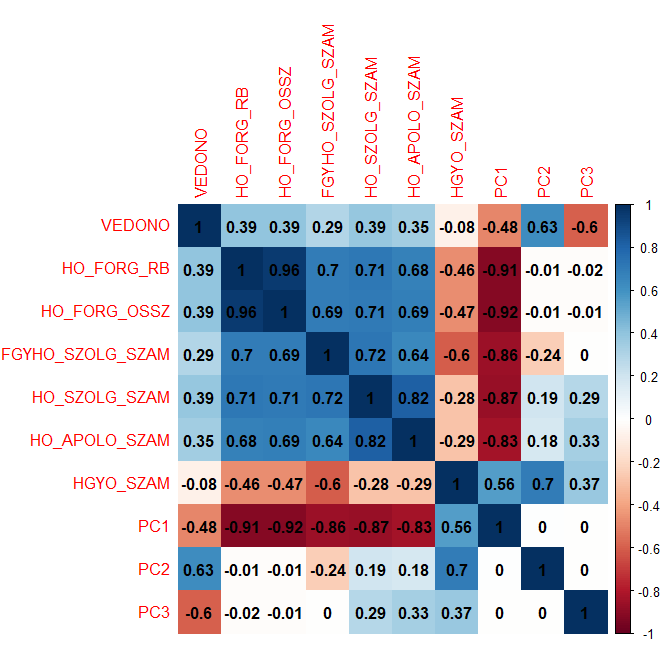 VEDONO
HO_FORG_RB
HO_FORG_OSSZ
FGYHO_SZOLG_SZAM
HO_SZOLG_SZAM
HO_APOLO_SZAM
HGYO_SZAM
PC1
PC2
PC3
VEDONO 1 0.39 0.39 0.29 0.39 0.35 -0.08 -0.48 0.63 -0.6
HO_FORG_RB 0.39 1 0.96 0.7 0.71 0.68 -0.46 -0.91 -0.01 -0.02
HO_FORG_OSSZ 0.39 0.96 1 0.69 0.71 0.69 -0.47 -0.92 -0.01 -0.01
FGYHO_SZOLG_SZAM 0.29 0.7 0.69 1 0.72 0.64 -0.6 -0.86 -0.24 0
HO_SZOLG_SZAM 0.39 0.71 0.71 0.72 1 0.82 -0.28 -0.87 0.19 0.29
HO_APOLO_SZAM 0.35 0.68 0.69 0.64 0.82 1 -0.29 -0.83 0.18 0.33
HGYO_SZAM -0.08 -0.46 -0.47 -0.6 -0.28 -0.29 1 0.56 0.7 0.37
PC1 -0.48 -0.91 -0.92 -0.86 -0.87 -0.83 0.56 1 0 0
PC2 0.63 -0.01 -0.01 -0.24 0.19 0.18 0.7 0 1 0
PC3 -0.6 -0.02 -0.01 0 0.29 0.33 0.37 0 0 1
1
0.8
0.6
0.4
0.2
0
-0.2
-0.4
-0.6
-0.8
-1